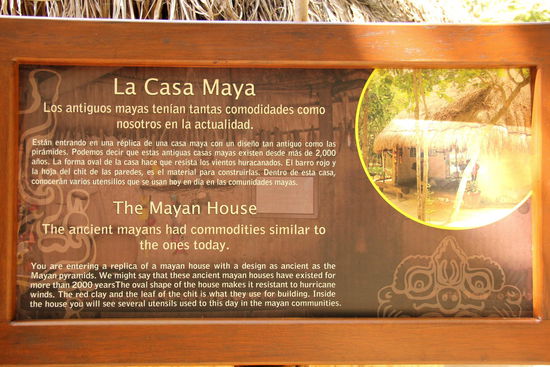 La Casa Maya
Los antiguos mayas tenían tantas comodidades como
nosotros en la actualidad.
Están entrando en una réplica de una casa maya con un diseño tan antiguo como las
pirámides. Podemos decir que estas antiguas casas mayas existen desde más de 2,000
años. La forma oval de la casa hace que resista los vientos huracanados. El barro rojo y
la hoja del chit de las paredes, es el material para construirlas. Dentro de esta casa,
conocerán varios utensillos que se usan hoy en día en las comunidades mayas.
The Mayan House
The ancient mayans had commodities similar to
the ones today.
You are entering a replica of a mayan house with a design as ancient as the
Mayan pyramids. We might say that these ancient mayan houses have existed for
more than 2000 yearsThe oval shape of the house makes it resistant to hurricane
winds. The red clay and the leaf of the chit is what they use for building. Inside
the house you will see several utensils used to this day in the mayan communities.